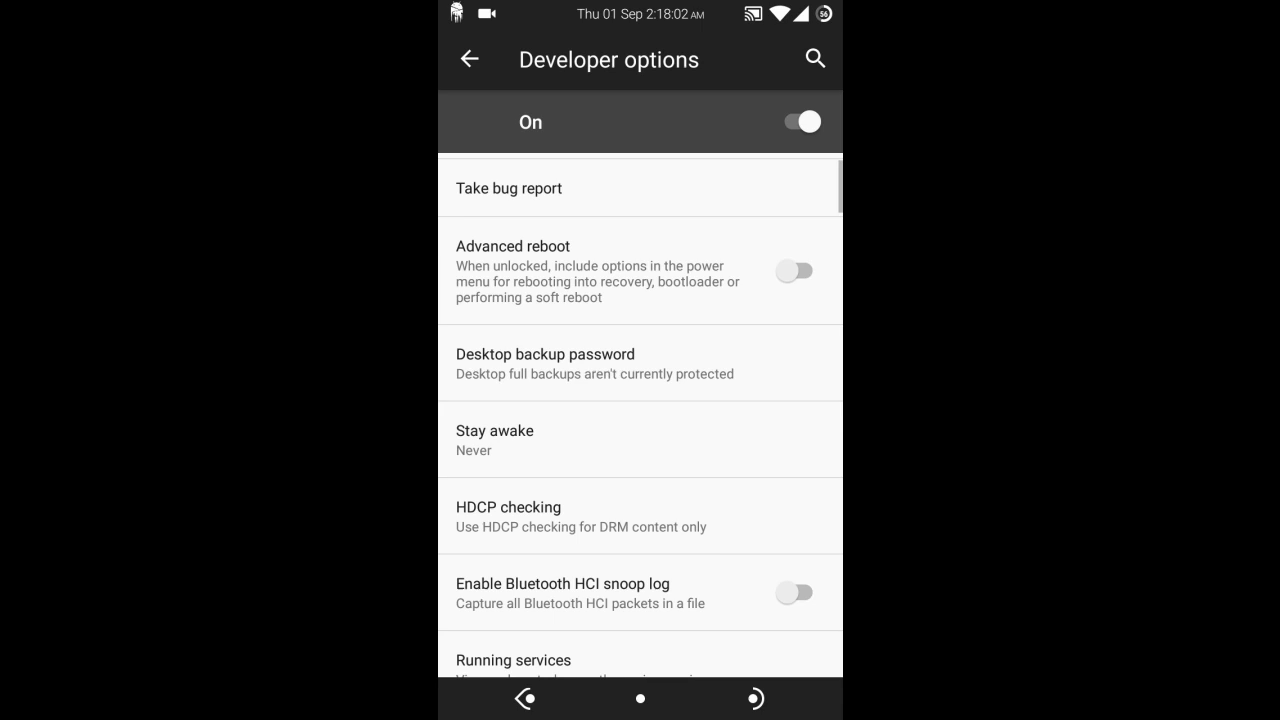 Thu 01 Sep 2:18:02 AM
56
Developer options
On
Take bug report
Advanced reboot
When unlocked, include options in the power
menu for rebooting into recovery, bootloader or
performing a soft reboot
Desktop backup password
Desktop full backups aren't currently protected
Stay awake
Never
HDCP checking
Use HDCP checking for DRM content only
Enable Bluetooth HCI snoop log
Capture all Bluetooth HCI packets in a file
Running services